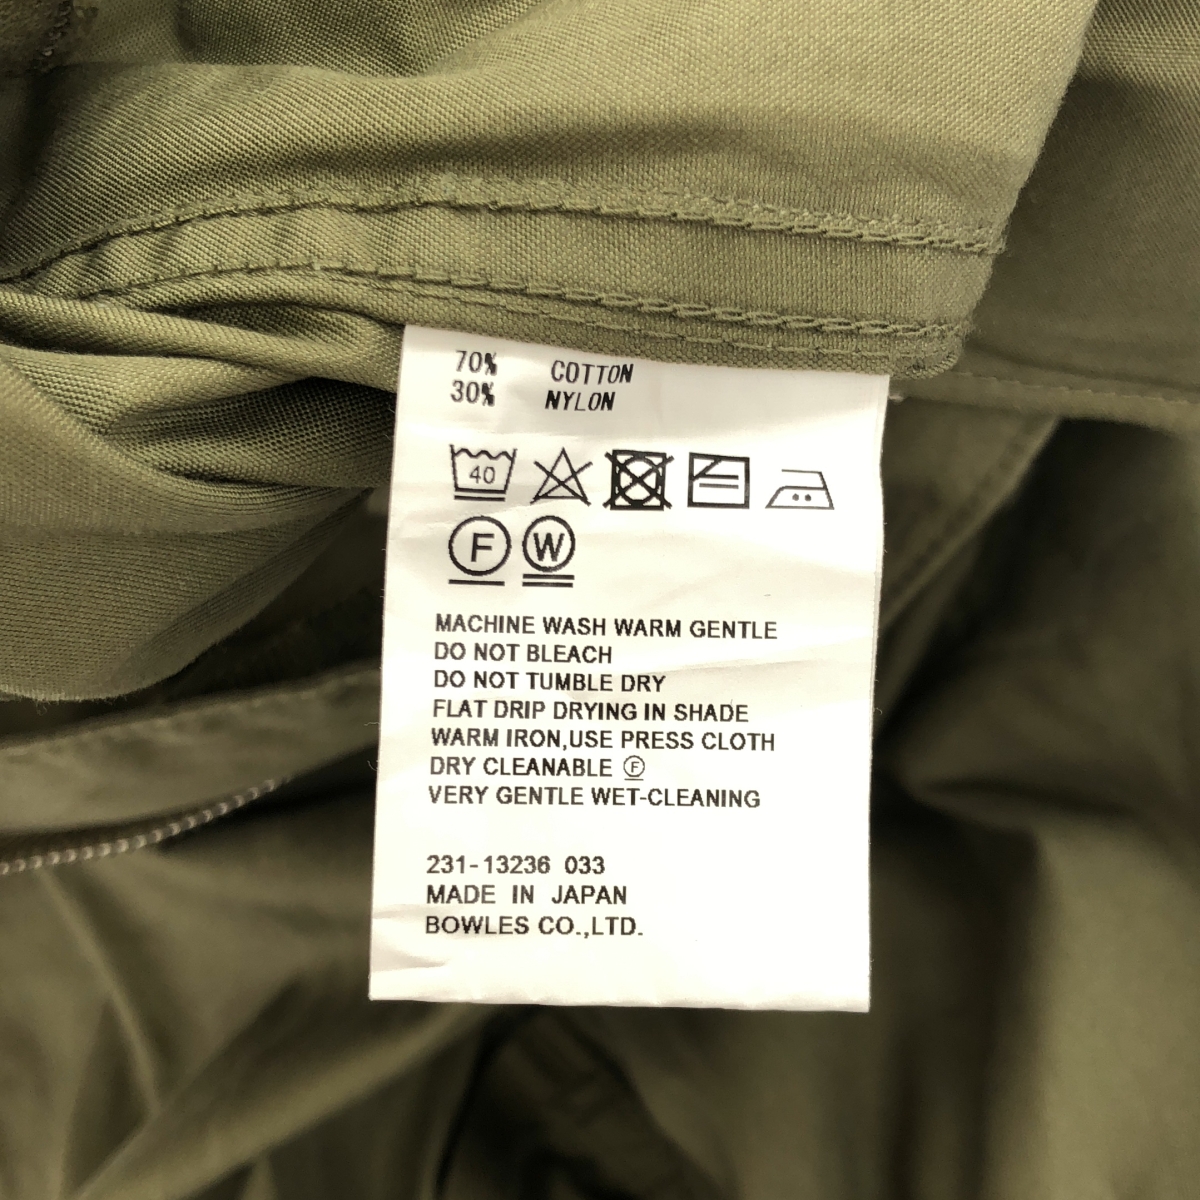 70% COTTON
30% NYLON
40
F W
MACHINE WASH WARM GENTLE
DO NOT BLEACH
DO NOT TUMBLE DRY
FLAT DRIP DRYING IN SHADE
WARM IRON,USE PRESS CLOTH
DRY CLEANABLE Ⓕ
VERY GENTLE WET-CLEANING
231-13236 033
MADE IN JAPAN
BOWLES CO.,LTD.